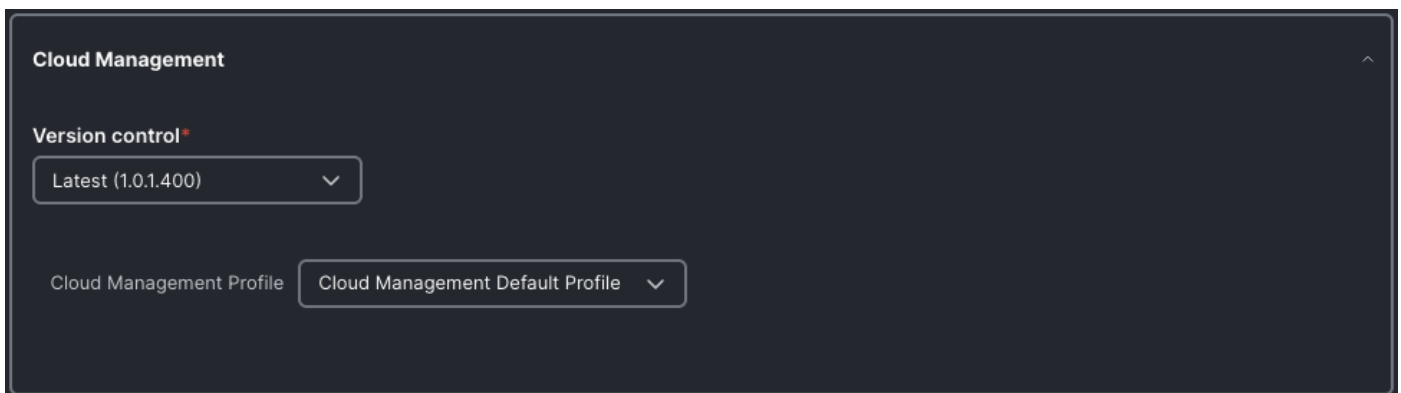 Cloud Management
Version control*
Latest (1.0.1.400)
Cloud Management Profile Cloud Management Default Profile